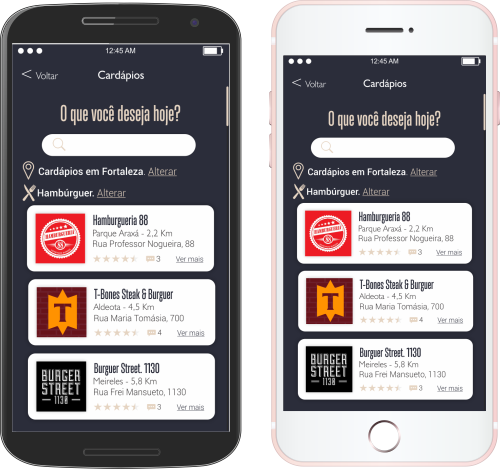 12:45 AM
< Voltar
Cardápios
O que você deseja hoje?
Cardápios em Fortaleza. Alterar
Hambúrguer. Alterar
HAMBURGUERIA
88
Hamburgueria 88
Parque Araxá - 2,2 Km
Rua Professor Nogueira, 88
3
Ver mais
T
T-Bones Steak & Burguer
Aldeota - 4,5 Km
Rua Maria Tomásia, 700
4
Ver mais
BURGER
STREET
1130
Burguer Street. 1130
Meireles - 5,8 Km
Rua Frei Mansueto, 1130
3
Ver mais
12:45 AM
< Voltar
Cardápios
O que você deseja hoje?
Cardápios em Fortaleza. Alterar
Hambúrguer. Alterar
HAMBURGUERIA
88
Hamburgueria 88
Parque Araxá - 2,2 Km
Rua Professor Nogueira, 88
3
Ver mais
T
T-Bones Steak & Burguer
Aldeota - 4,5 Km
Rua Maria Tomásia, 700
4
Ver mais
BURGER
STREET
1130
Burguer Street. 1130
Meireles - 5,8 Km
Rua Frei Mansueto, 1130
3
Ver mais